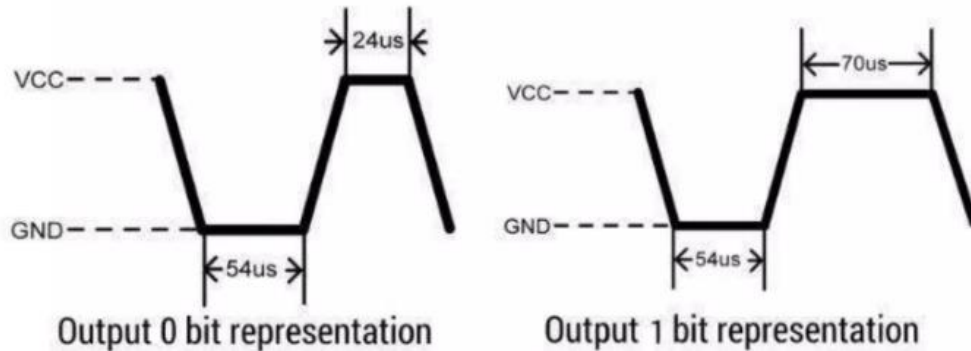 24us
VCC
GND
54us
Output 0 bit representation
70us
VCC
GND
54us
Output 1 bit representation